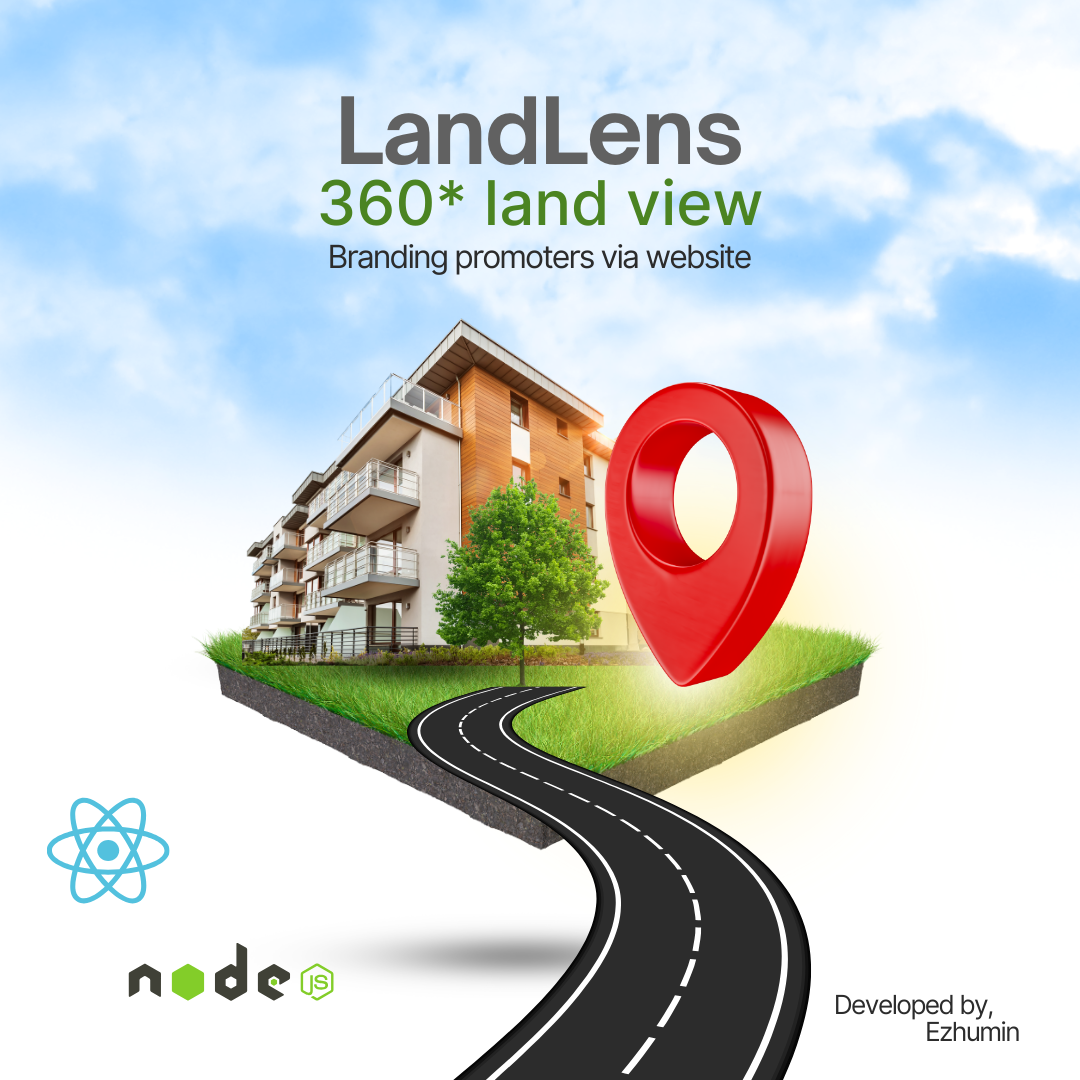 LandLens
360* land view
Branding promoters via website
node JS
Developed by,
Ezhumin